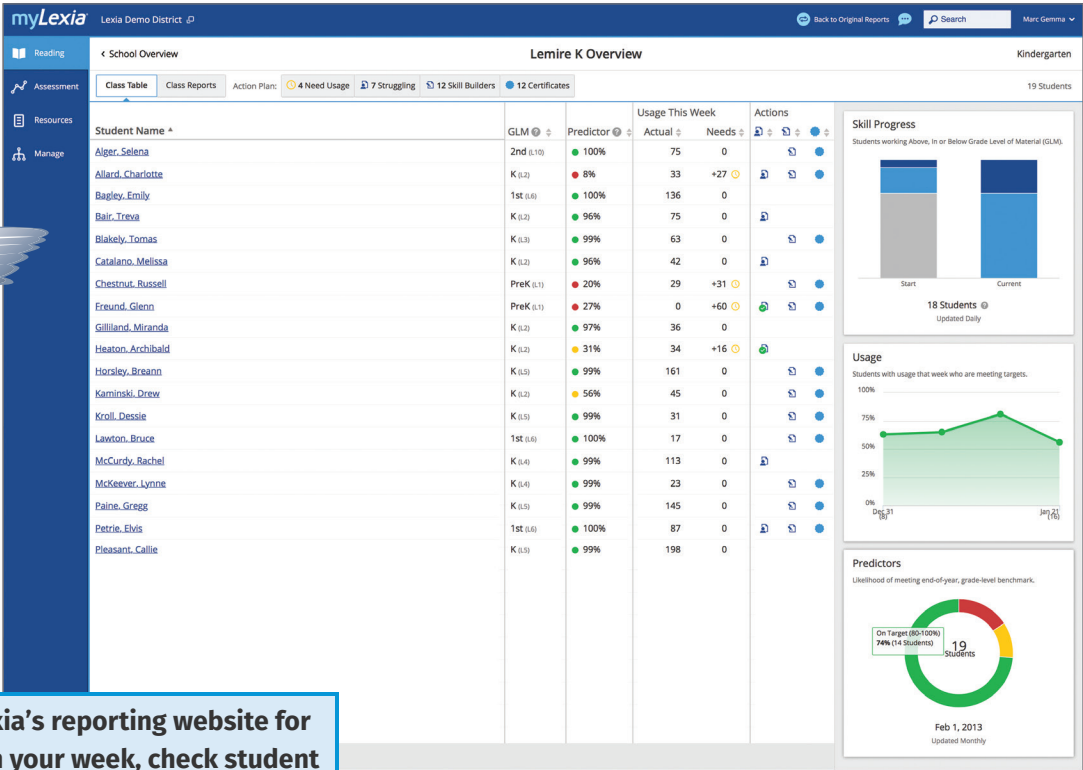 myLexia Lexia Demo District Back to Original Reports Search Marc Gemma
Reading
Assessment
Resources
Manage
‹ School Overview Lemire K Overview Kindergarten
Class Table Class Reports Action Plan: 4 Need Usage 7 Struggling 12 Skill Builders 12 Certificates 19 Students
Usage This Week Actions
Student Name GLM Predictor Actual Needs
Alger, Selena 2nd (L10) 100% 75 0
Allard, Charlotte K (L2) 8% 33 +27
Bagley, Emily 1st (L6) 100% 136 0
Bair, Treva K (L2) 96% 75 0
Blakely, Tomas K (L3) 99% 63 0
Catalano, Melissa K (L2) 96% 42 0
Chestnut, Russell PreK (L1) 20% 29 +31
Freund, Glenn PreK (L1) 27% 0 +60
Gilliland, Miranda K (L2) 97% 36 0
Heaton, Archibald K (L2) 31% 34 +16
Horsley, Breann K (L5) 99% 161 0
Kaminski, Drew K (L2) 56% 45 0
Kroll, Dessie K (L5) 99% 31 0
Lawton, Bruce 1st (L6) 100% 17 0
McCurdy, Rachel K (L4) 99% 113 0
McKeever, Lynne K (L4) 99% 23 0
Paine, Gregg K (L5) 99% 145 0
Petrie, Elvis 1st (L6) 100% 87 0
Pleasant, Callie K (L5) 99% 198 0
Skill Progress
Students working Above, In or Below Grade Level of Material (GLM).
Start Current
18 Students
Updated Daily
Usage
Students with usage that week who are meeting targets.
100%
75%
50%
25%
0%
Dec 31 Jan 21
(8) (16)
Predictors
Likelihood of meeting end-of-year, grade-level benchmark.
On Target (80-100%)
74% (14 Students)
19
Students
Feb 1, 2013
Updated Monthly
xia's reporting website for
your week, check student